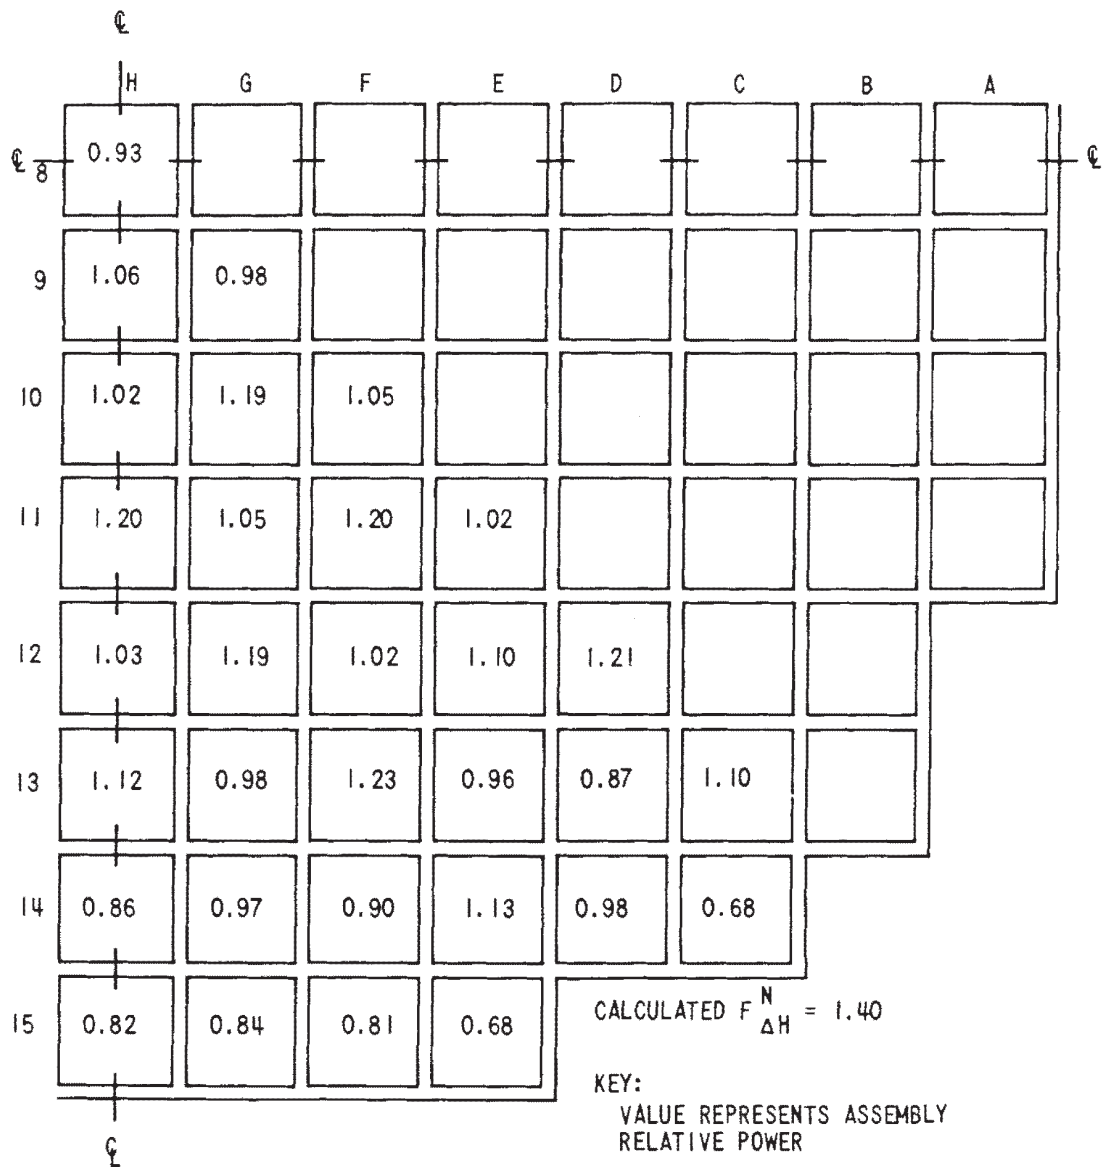 ℄
H G F E D C B A
℄ 8 0.93 ℄
9 1.06 0.98
10 1.02 1.19 1.05
11 1.20 1.05 1.20 1.02
12 1.03 1.19 1.02 1.10 1.21
13 1.12 0.98 1.23 0.96 0.87 1.10
14 0.86 0.97 0.90 1.13 0.98 0.68
15 0.82 0.84 0.81 0.68
CALCULATED F N ΔH = 1.40
KEY:
VALUE REPRESENTS ASSEMBLY
RELATIVE POWER
℄